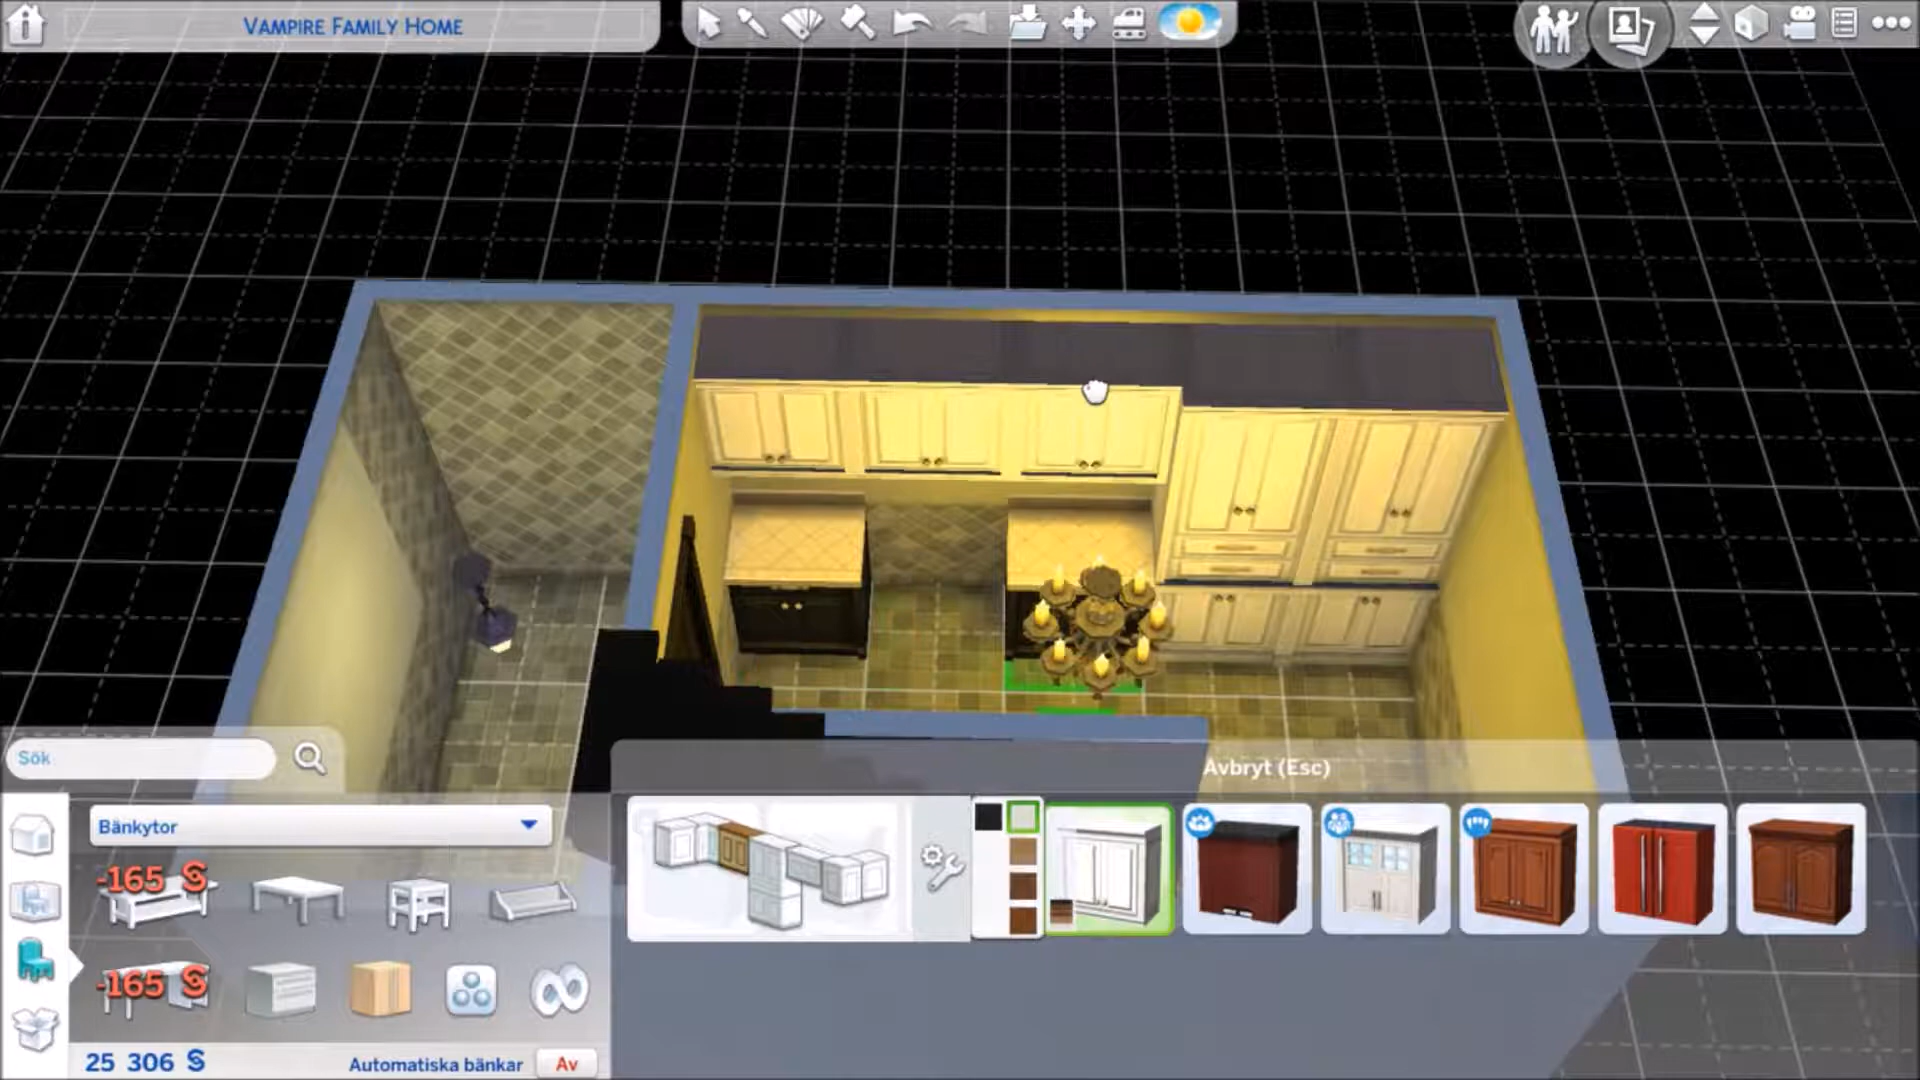 VAMPIRE FAMILY HOME
Avbryt (Esc)
Sök
Bänkytor
-165 §
-165 §
25 306 §
Automatiska bänkar
Av